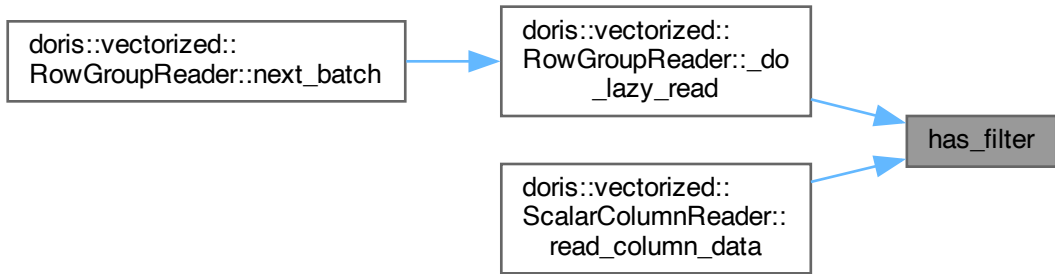 doris::vectorized::
RowGroupReader::next_batch
doris::vectorized::
RowGroupReader::_do
_lazy_read
has_filter
doris::vectorized::
ScalarColumnReader::
read_column_data